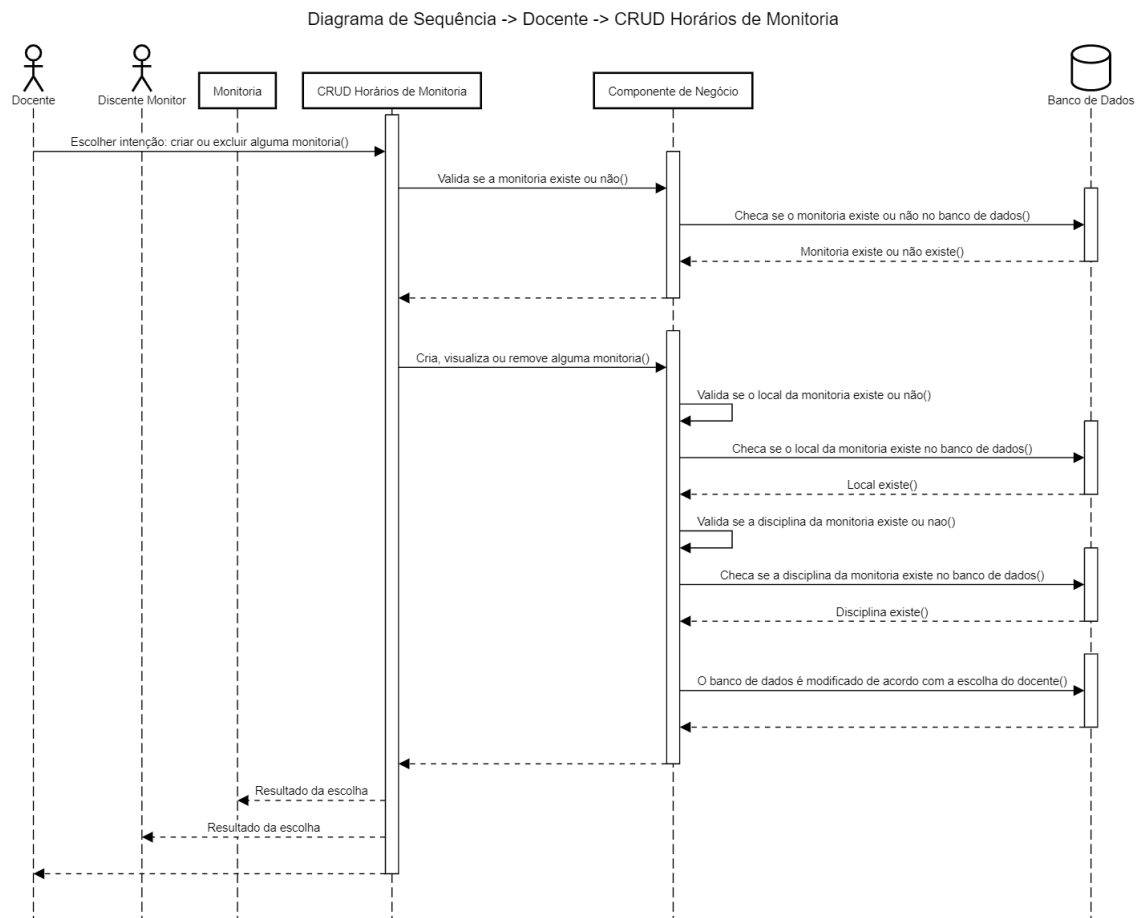 Diagrama de Sequência -> Docente -> CRUD Horários de Monitoria
Docente
Discente Monitor
Monitoria
CRUD Horários de Monitoria
Componente de Negócio
Banco de Dados
Escolher intenção: criar ou excluir alguma monitoria()
Valida se a monitoria existe ou não()
Checa se o monitoria existe ou não no banco de dados()
Monitoria existe ou não existe()
Cria, visualiza ou remove alguma monitoria()
Valida se o local da monitoria existe ou não()
Checa se o local da monitoria existe no banco de dados()
Local existe()
Valida se a disciplina da monitoria existe ou nao()
Checa se a disciplina da monitoria existe no banco de dados()
Disciplina existe()
O banco de dados é modificado de acordo com a escolha do docente()
Resultado da escolha
Resultado da escolha